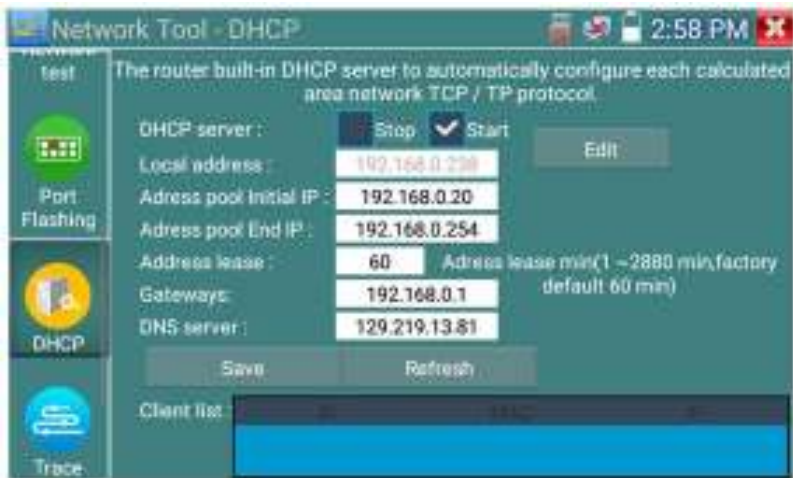 Network Tool - DHCP 2:58 PM
test
The router built-in DHCP server to automatically configure each calculated
area network TCP / TP protocol.
DHCP server : Stop Start
Edit
Local address : 192.168.0.238
Port
Flashing
Adress pool Initial IP : 192.168.0.20
Adress pool End IP : 192.168.0.254
Address lease : 60 Adress lease min(1 ~2880 min,factory
default 60 min)
Gateways: 192.168.0.1
DNS server : 129.219.13.81
DHCP
Save Refresh
Client list :
Trace